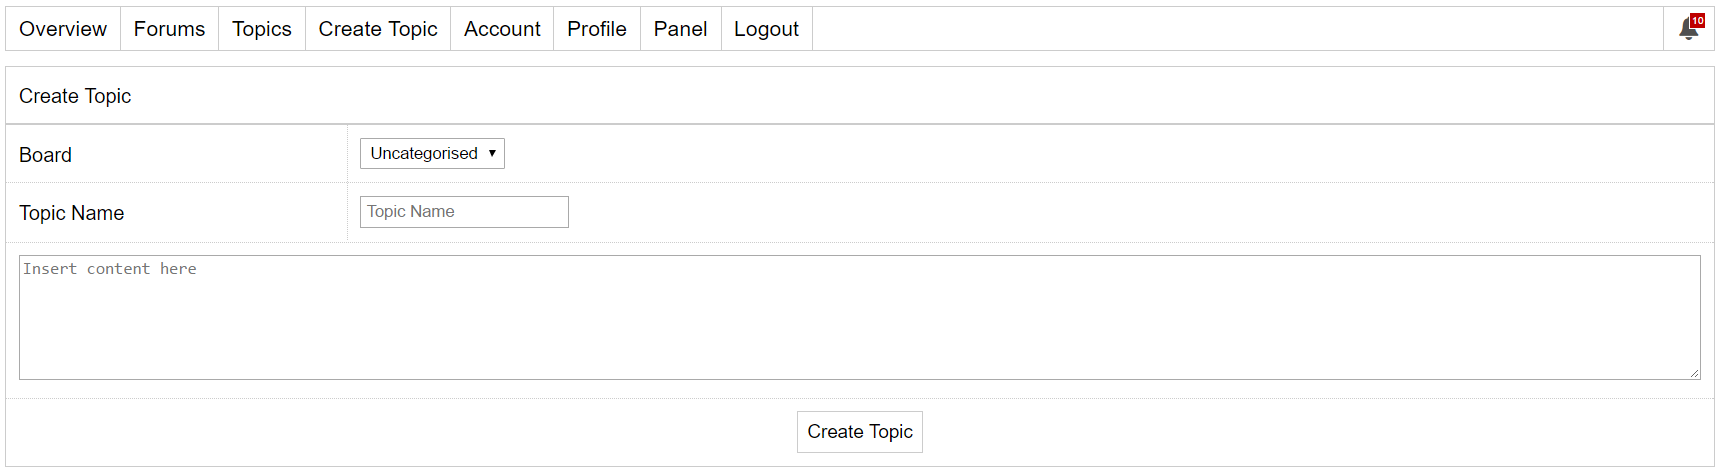 Overview Forums Topics Create Topic Account Profile Panel Logout 10
Create Topic
Board Uncategorised
Topic Name Topic Name
Insert content here
Create Topic